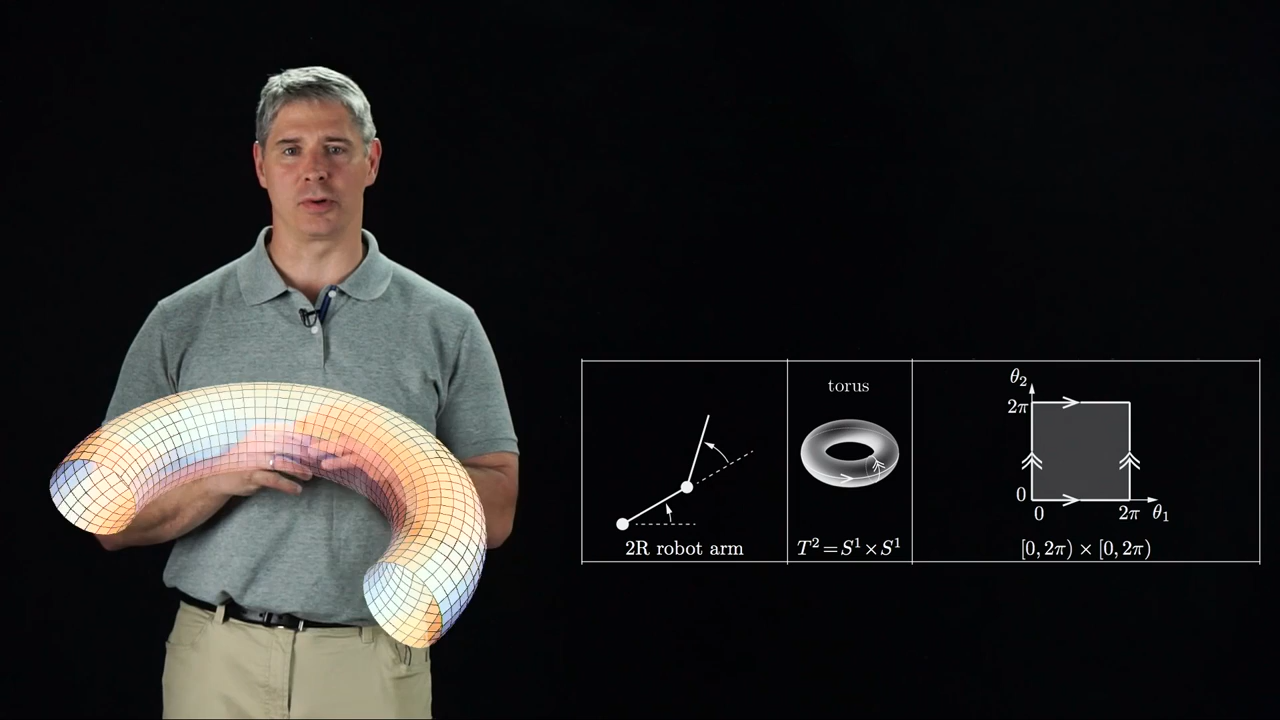 torus
θ₂
2π
0
0
2π
θ₁
2R robot arm
T² = S¹ × S¹
[0, 2π) × [0, 2π)